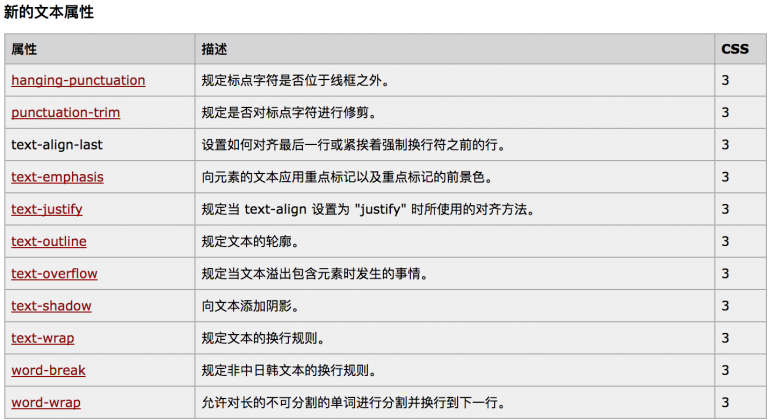 新的文本属性
属性 描述 CSS
hanging-punctuation 规定标点字符是否位于线框之外。 3
punctuation-trim 规定是否对标点字符进行修剪。 3
text-align-last 设置如何对齐最后一行或紧挨着强制换行符之前的行。 3
text-emphasis 向元素的文本应用重点标记以及重点标记的前景色。 3
text-justify 规定当 text-align 设置为 "justify" 时所使用的对齐方法。 3
text-outline 规定文本的轮廓。 3
text-overflow 规定当文本溢出包含元素时发生的事情。 3
text-shadow 向文本添加阴影。 3
text-wrap 规定文本的换行规则。 3
word-break 规定非中日韩文本的换行规则。 3
word-wrap 允许对长的不可分割的单词进行分割并换行到下一行。 3